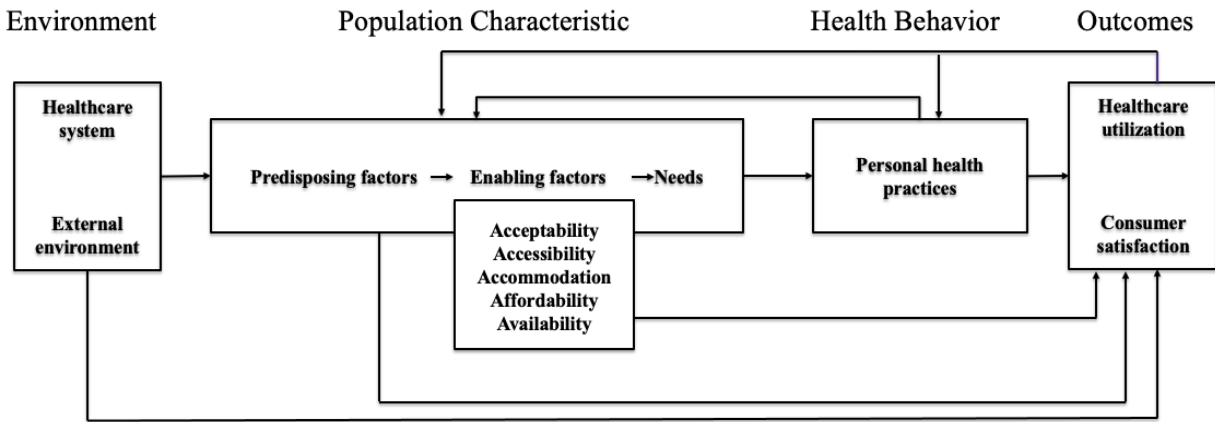 Environment
Population Characteristic
Health Behavior
Outcomes
Healthcare
system
External
environment
Predisposing factors
Enabling factors
Needs
Acceptability
Accessibility
Accommodation
Affordability
Availability
Personal health
practices
Healthcare
utilization
Consumer
satisfaction